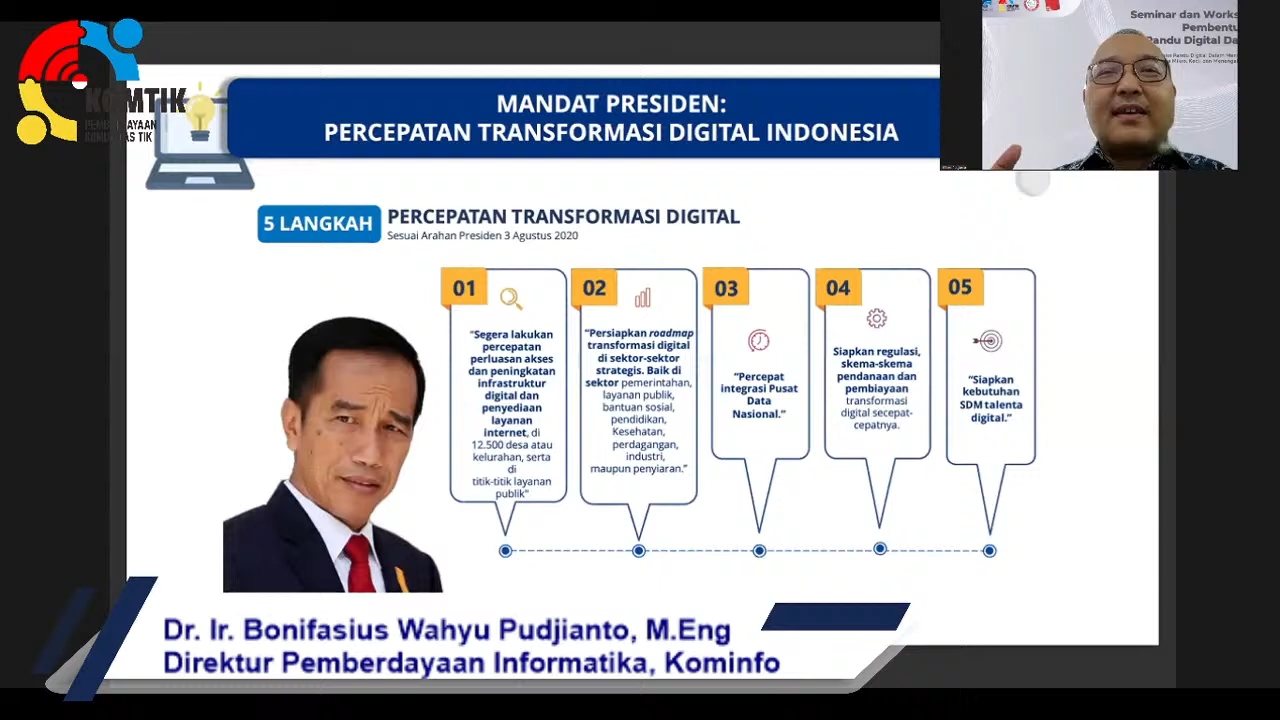 KOMTIK
PEMBERDAYAAN
KOMUNITAS TIK
MANDAT PRESIDEN:
PERCEPATAN TRANSFORMASI DIGITAL INDONESIA
Seminar dan Works
Pembentu
Pandu Digital Da
5 LANGKAH
PERCEPATAN TRANSFORMASI DIGITAL
Sesuai Arahan Presiden 3 Agustus 2020
01
"Segera lakukan
percepatan
perluasan akses
dan peningkatan
infrastruktur
digital dan
penyediaan
layanan
internet, di
12.500 desa atau
kelurahan, serta
di
titik-titik layanan
publik"
02
"Persiapkan roadmap
transformasi digital
di sektor-sektor
strategis. Baik di
sektor pemerintahan,
layanan publik,
bantuan sosial,
pendidikan,
Kesehatan,
perdagangan,
industri,
maupun penyiaran."
03
"Percepat
integrasi Pusat
Data
Nasional."
04
Siapkan regulasi,
skema-skema
pendanaan dan
pembiayaan
transformasi
digital secepat-
cepatnya.
05
"Siapkan
kebutuhan
SDM talenta
digital."
Dr. Ir. Bonifasius Wahyu Pudjianto, M.Eng
Direktur Pemberdayaan Informatika, Kominfo